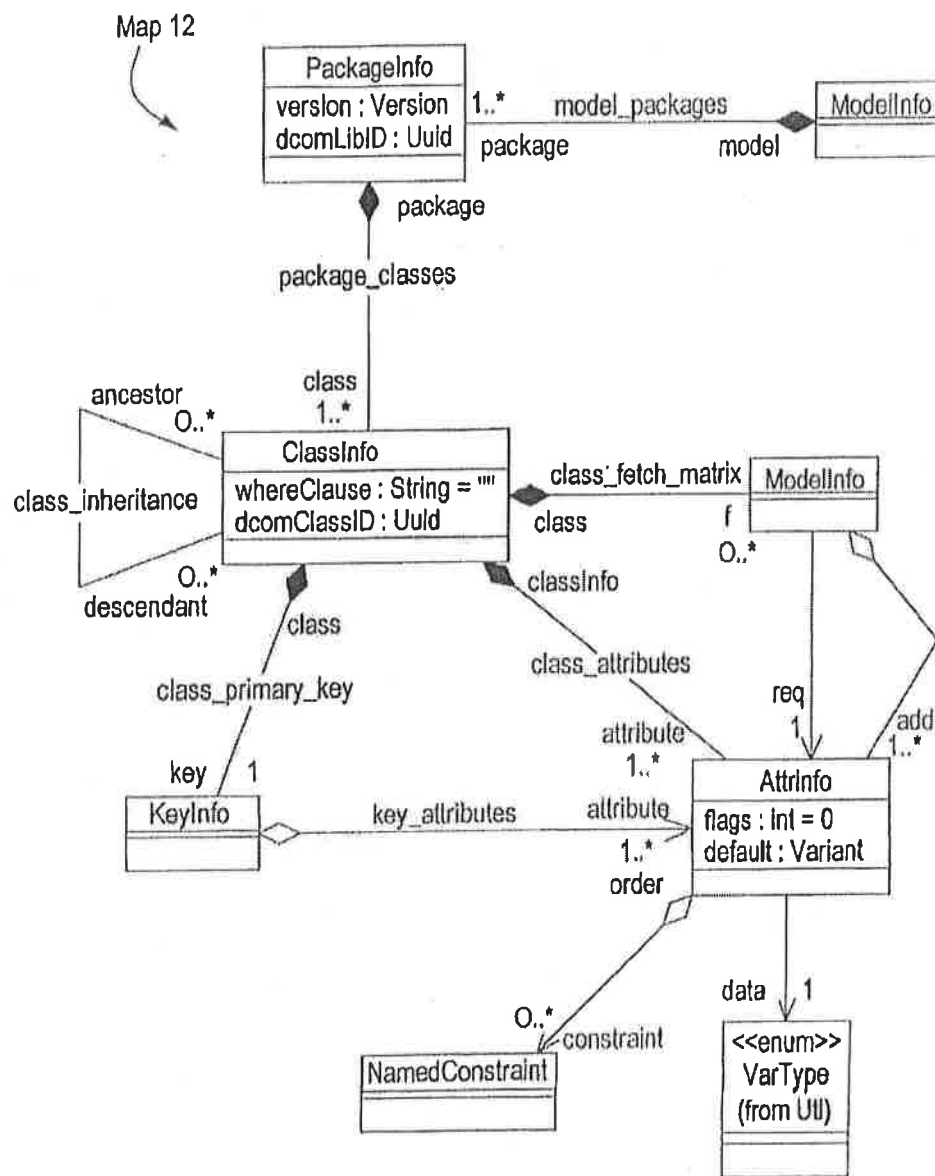 Map 12
PackageInfo
version : Version
dcomLibID : Uuid
1..*
model_packages
package
model
ModelInfo
package
package_classes
class
1..*
ancestor
0..*
class_inheritance
0..*
descendant
ClassInfo
whereClause : String = ""
dcomClassID : Uuid
class_fetch_matrix
class
f
0..*
ModelInfo
classInfo
class
class_attributes
class_primary_key
req
1
add
1..*
attribute
1..*
key
1
KeyInfo
key_attributes
attribute
1..*
order
AttrInfo
flags : Int = 0
default : Variant
data
1
0..*
constraint
NamedConstraint
<<enum>>
VarType
(from Util)